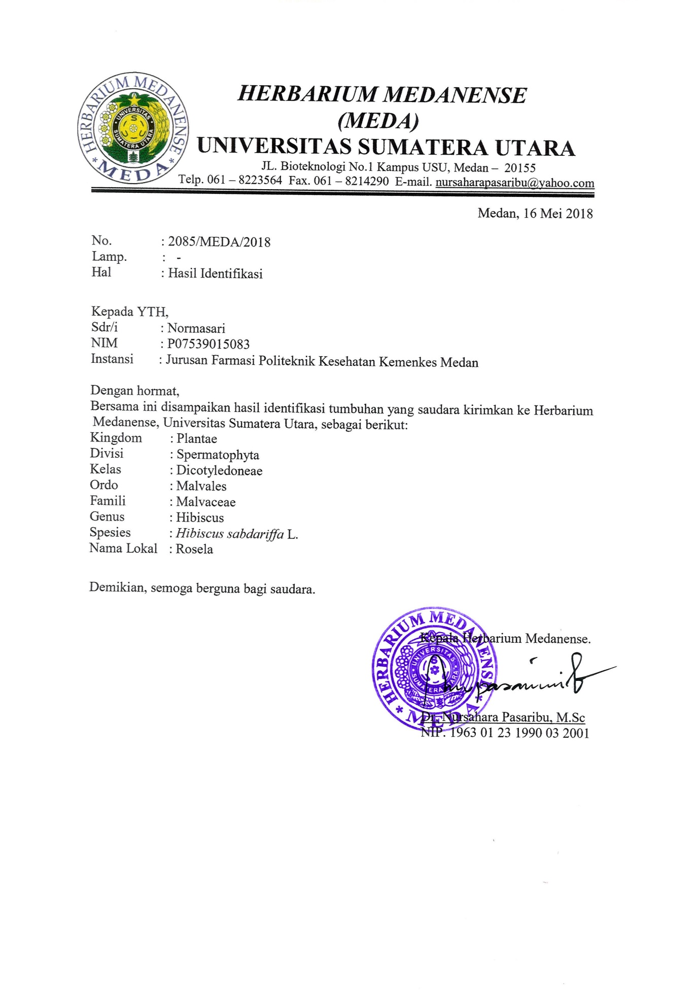 HERBARIUM MEDANENSE
* MEDA *
UNIVERSITAS
SUMATERA UTARA
HERBARIUM MEDANENSE
(MEDA)
UNIVERSITAS SUMATERA UTARA
JL. Bioteknologi No.1 Kampus USU, Medan – 20155
Telp. 061 – 8223564 Fax. 061 – 8214290 E-mail. nursaharapasaribu@yahoo.com
Medan, 16 Mei 2018
No. : 2085/MEDA/2018
Lamp. : -
Hal : Hasil Identifikasi
Kepada YTH,
Sdr/i : Normasari
NIM : P07539015083
Instansi : Jurusan Farmasi Politeknik Kesehatan Kemenkes Medan
Dengan hormat,
Bersama ini disampaikan hasil identifikasi tumbuhan yang saudara kirimkan ke Herbarium
Medanense, Universitas Sumatera Utara, sebagai berikut:
Kingdom : Plantae
Divisi : Spermatophyta
Kelas : Dicotyledoneae
Ordo : Malvales
Famili : Malvaceae
Genus : Hibiscus
Spesies : Hibiscus sabdariffa L.
Nama Lokal : Rosela
Demikian, semoga berguna bagi saudara.
HERBARIUM MEDANENSE
* MEDA *
UNIVERSITAS
SUMATERA UTARA
Kepala Herbarium Medanense.
Dr. Nursahara Pasaribu, M.Sc
NIP. 1963 01 23 1990 03 2001